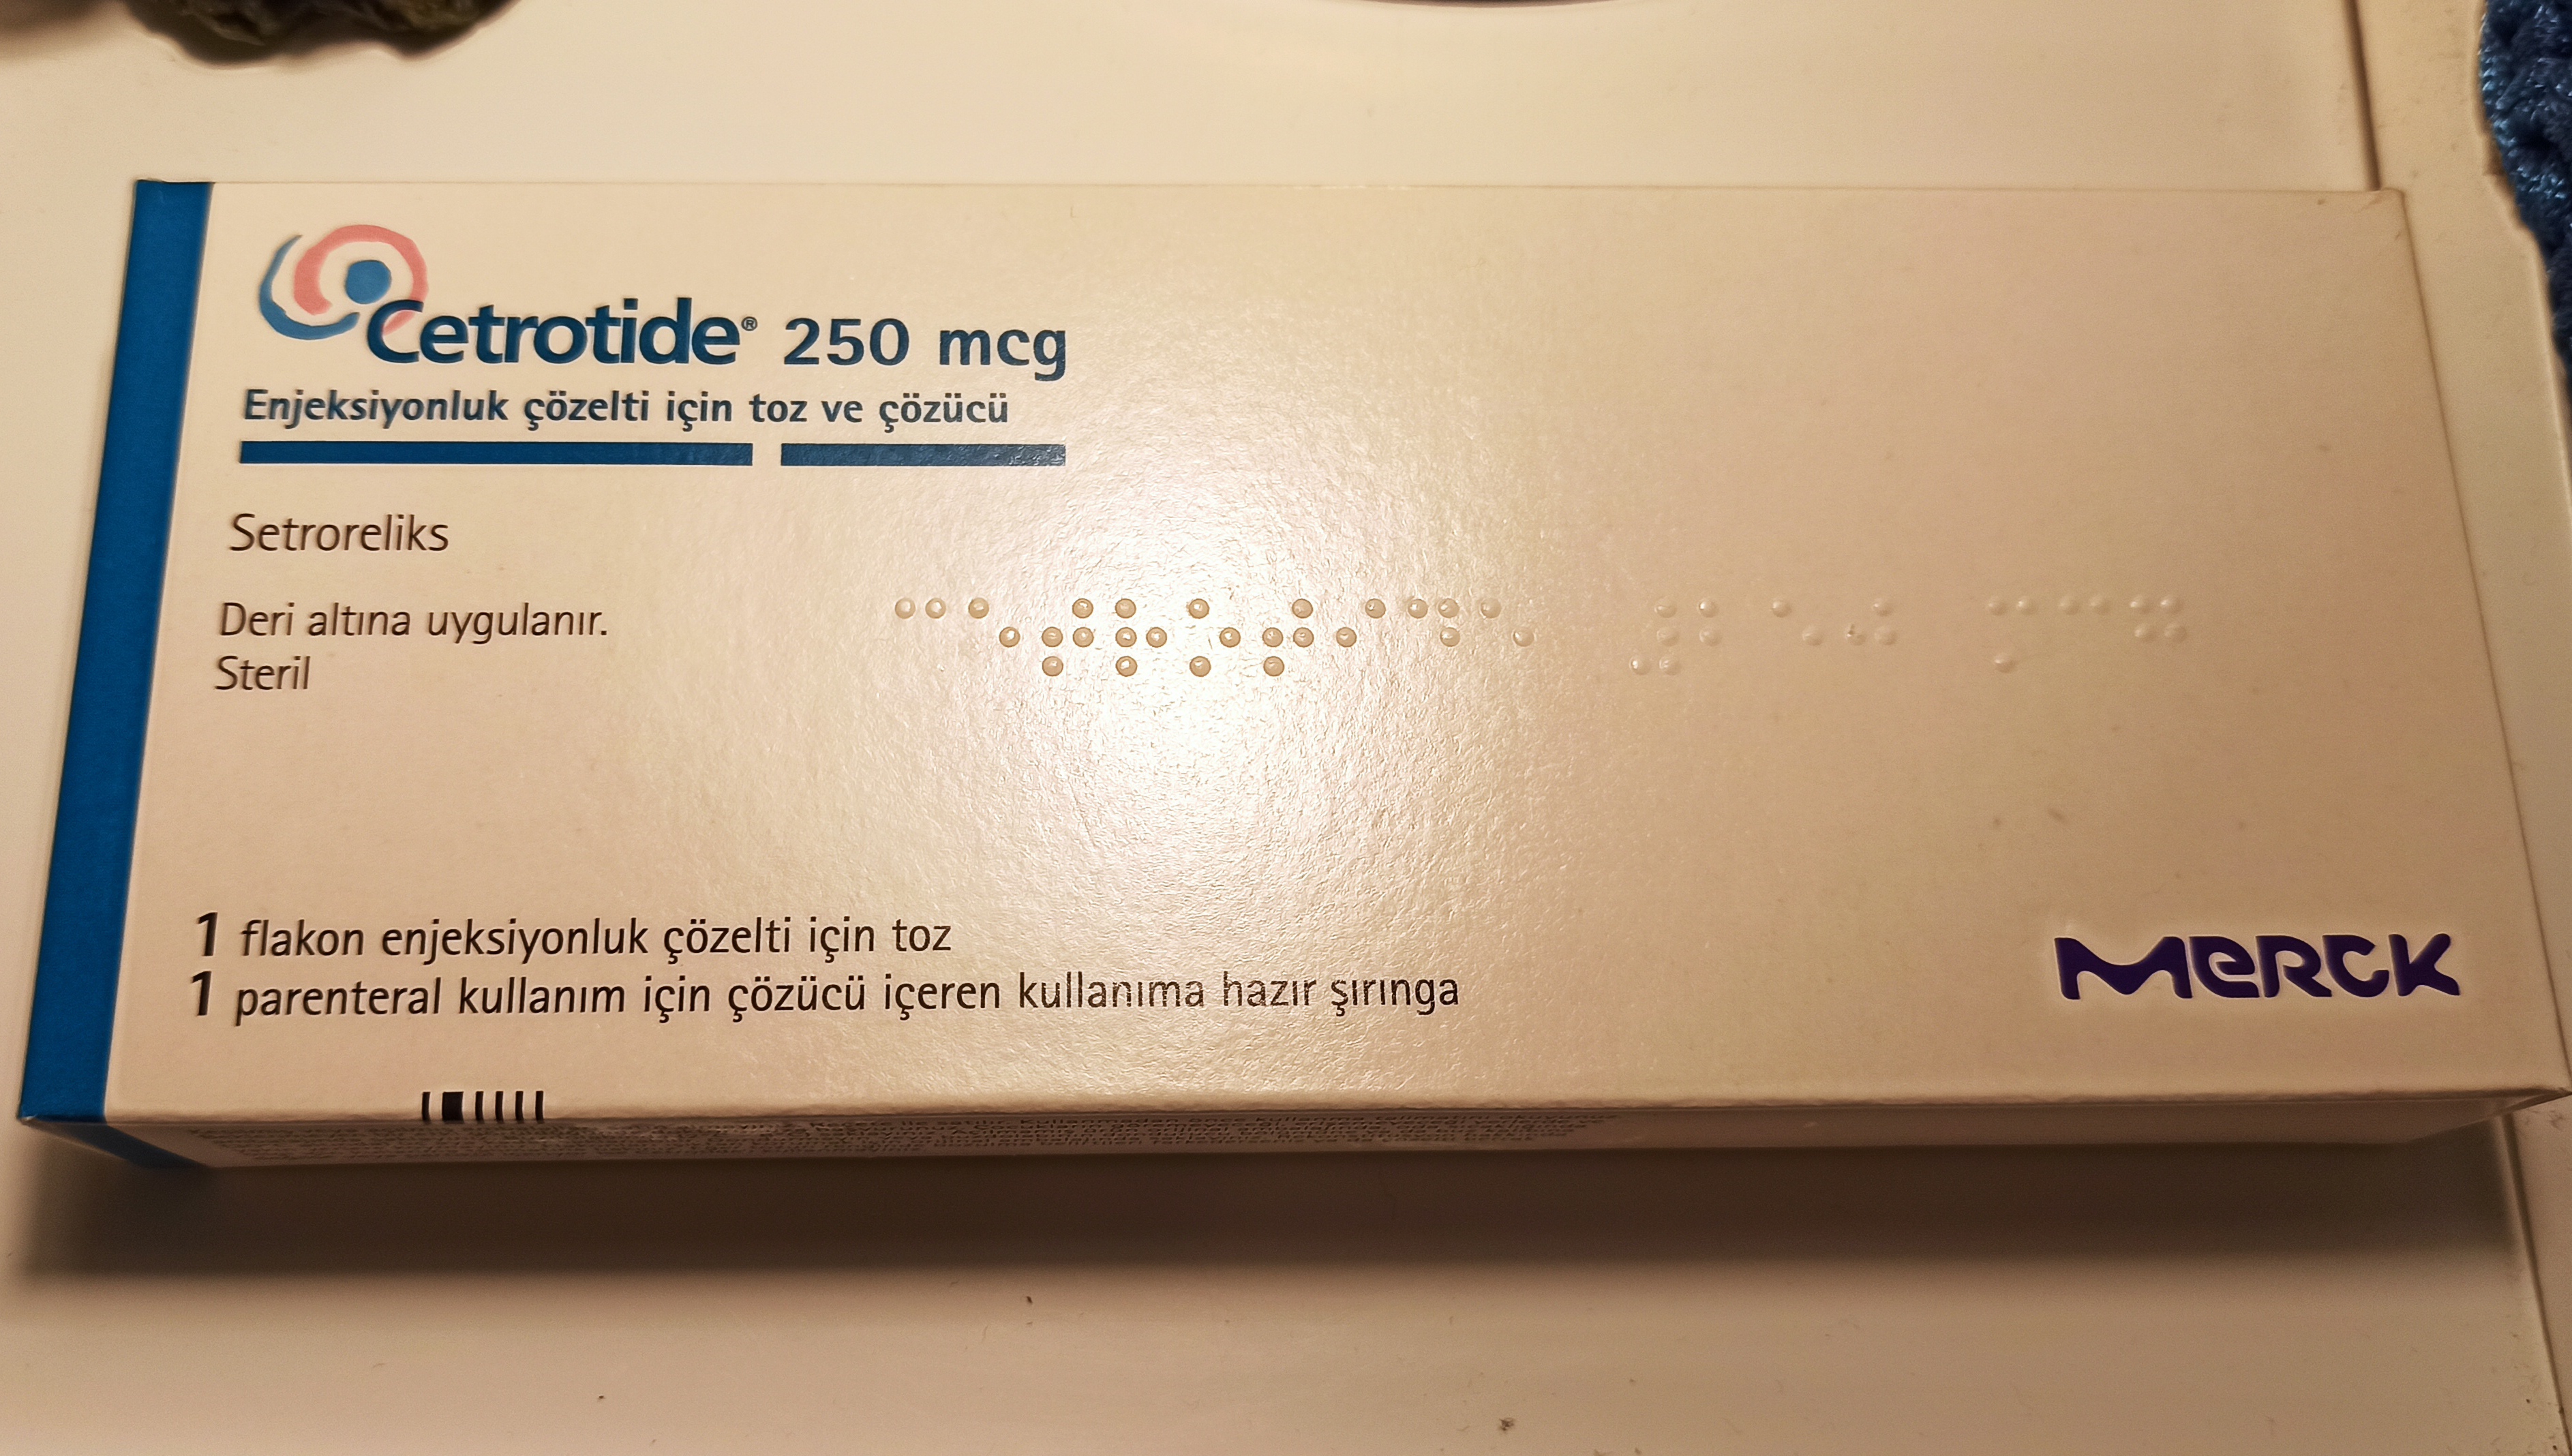 Cetrotide® 250 mcg
Enjeksiyonluk çözelti için toz ve çözücü
Setroreliks
Deri altına uygulanır.
Steril
⠉⠑⠞⠗⠕⠞⠊⠙⠑ ⠼⠃⠑⠚ ⠍⠉⠛
1 flakon enjeksiyonluk çözelti için toz
1 parenteral kullanım için çözücü içeren kullanıma hazır şırınga
MERCK